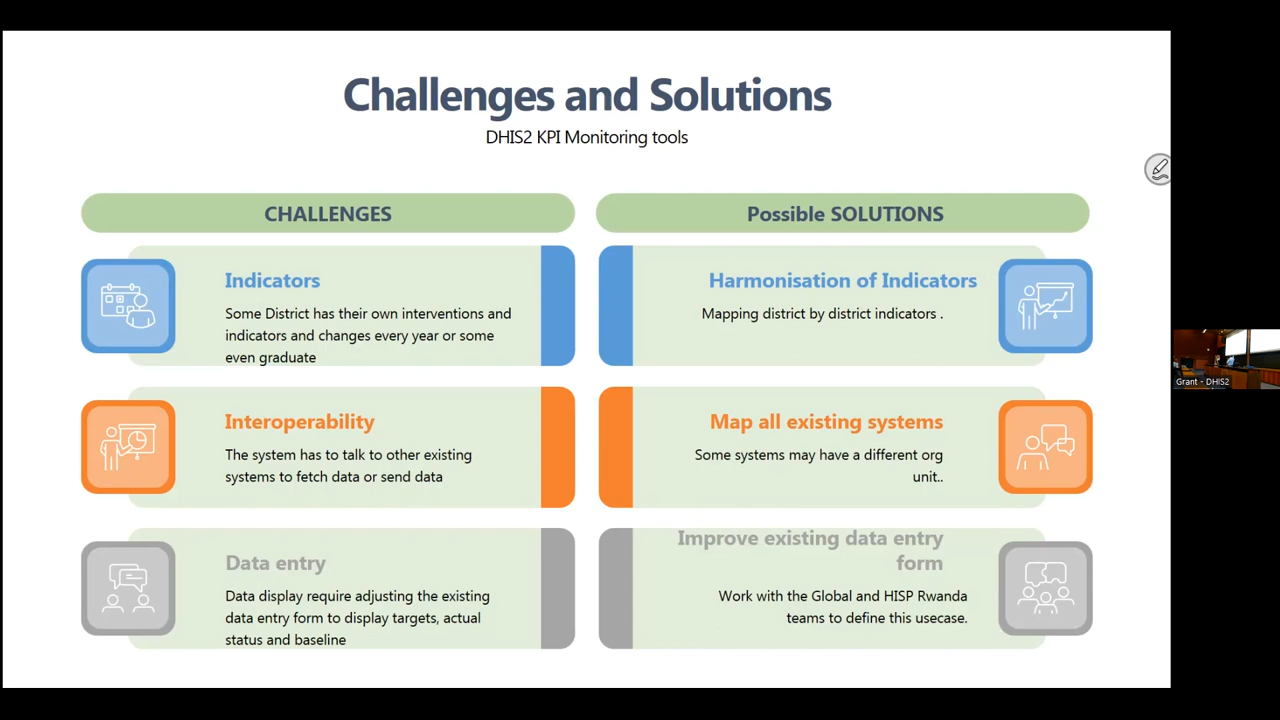 Challenges and Solutions
DHIS2 KPI Monitoring tools
CHALLENGES
Possible SOLUTIONS
Indicators
Some District has their own interventions and
indicators and changes every year or some
even graduate
Harmonisation of Indicators
Mapping district by district indicators .
Interoperability
The system has to talk to other existing
systems to fetch data or send data
Map all existing systems
Some systems may have a different org
unit..
Data entry
Data display require adjusting the existing
data entry form to display targets, actual
status and baseline
Improve existing data entry
form
Work with the Global and HISP Rwanda
teams to define this usecase.
Grant - DHIS2